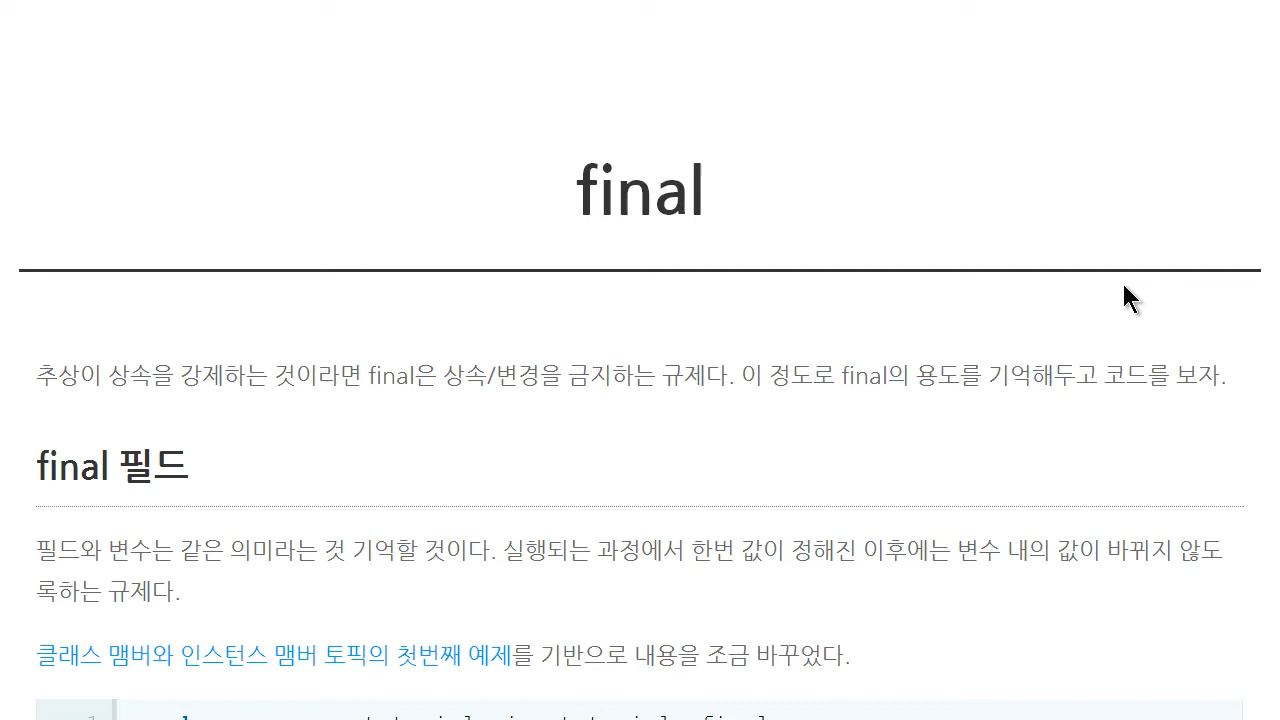 final
추상이 상속을 강제하는 것이라면 final은 상속/변경을 금지하는 규제다. 이 정도로 final의 용도를 기억해두고 코드를 보자.
final 필드
필드와 변수는 같은 의미라는 것 기억할 것이다. 실행되는 과정에서 한번 값이 정해진 이후에는 변수 내의 값이 바뀌지 않도
록하는 규제다.
클래스 맴버와 인스턴스 맴버 토픽의 첫번째 예제를 기반으로 내용을 조금 바꾸었다.